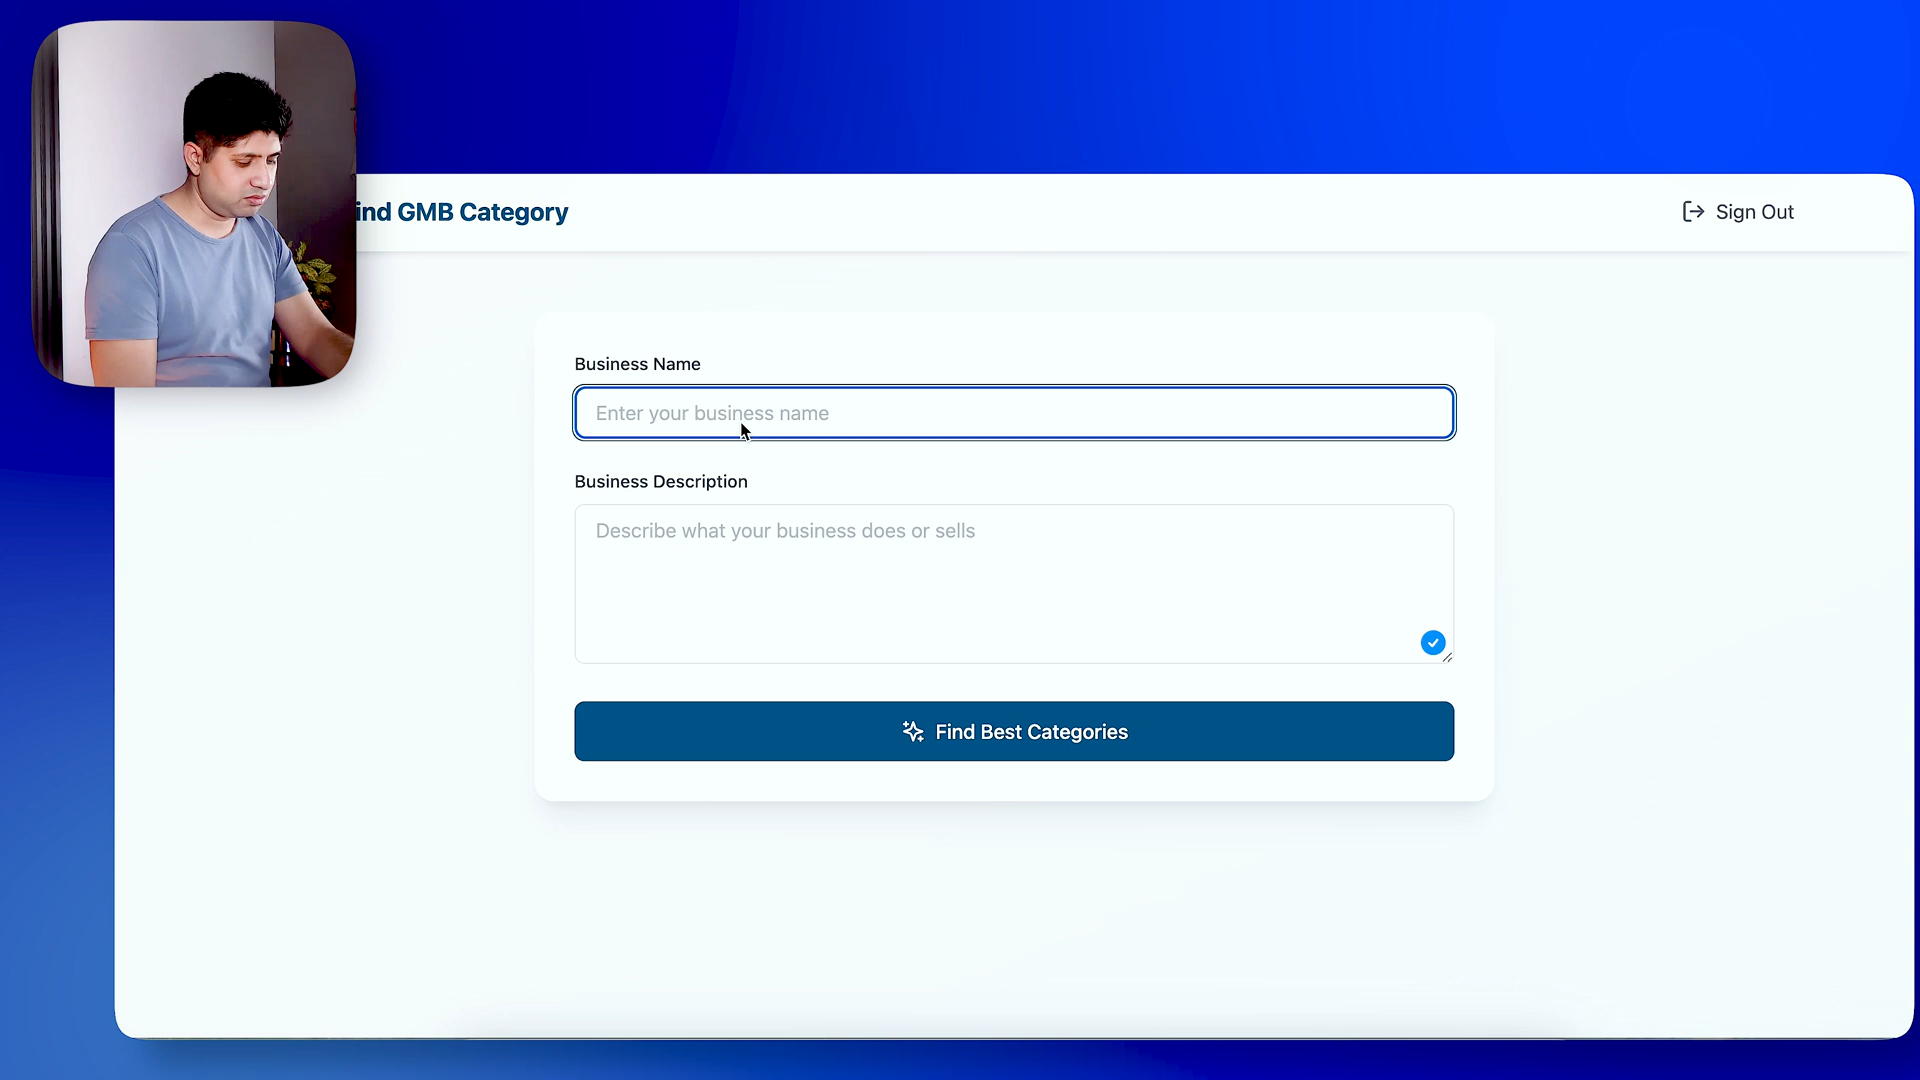 ind GMB Category
Sign Out
Business Name
Enter your business name
Business Description
Describe what your business does or sells
Find Best Categories